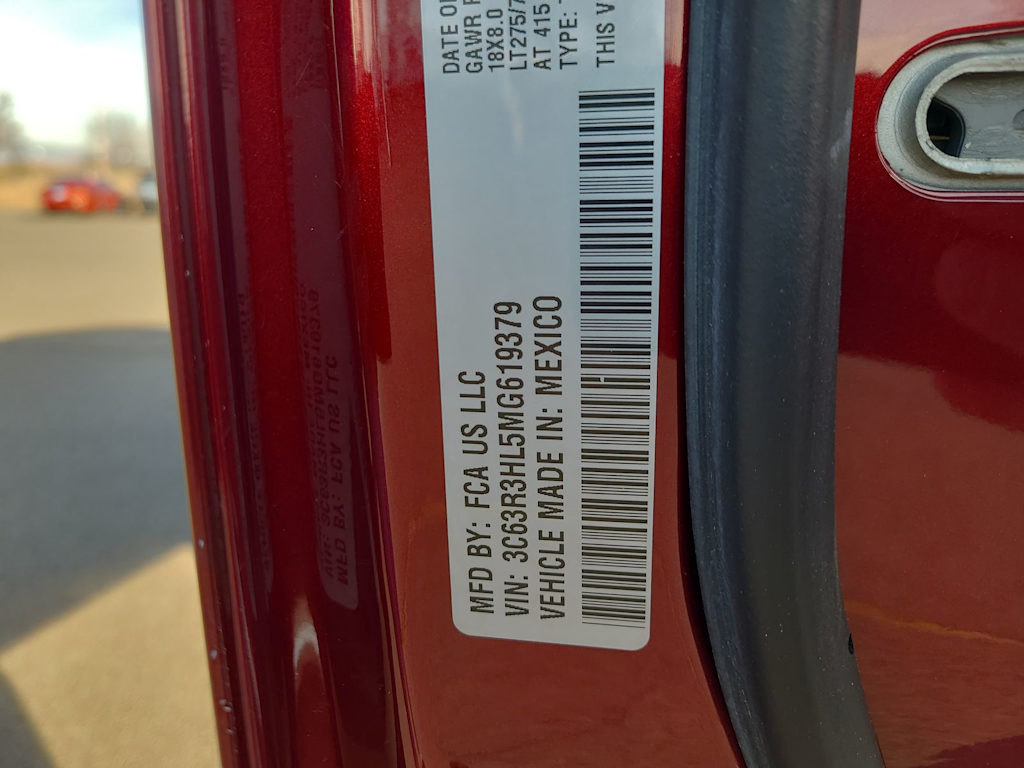 MFD BY: FCA US LLC
VIN: 3C63R3HL5MG619379
VEHICLE MADE IN: MEXICO
DATE OF
GAWR
18X8.0
LT275/7
AT 415
TYPE:
THIS V